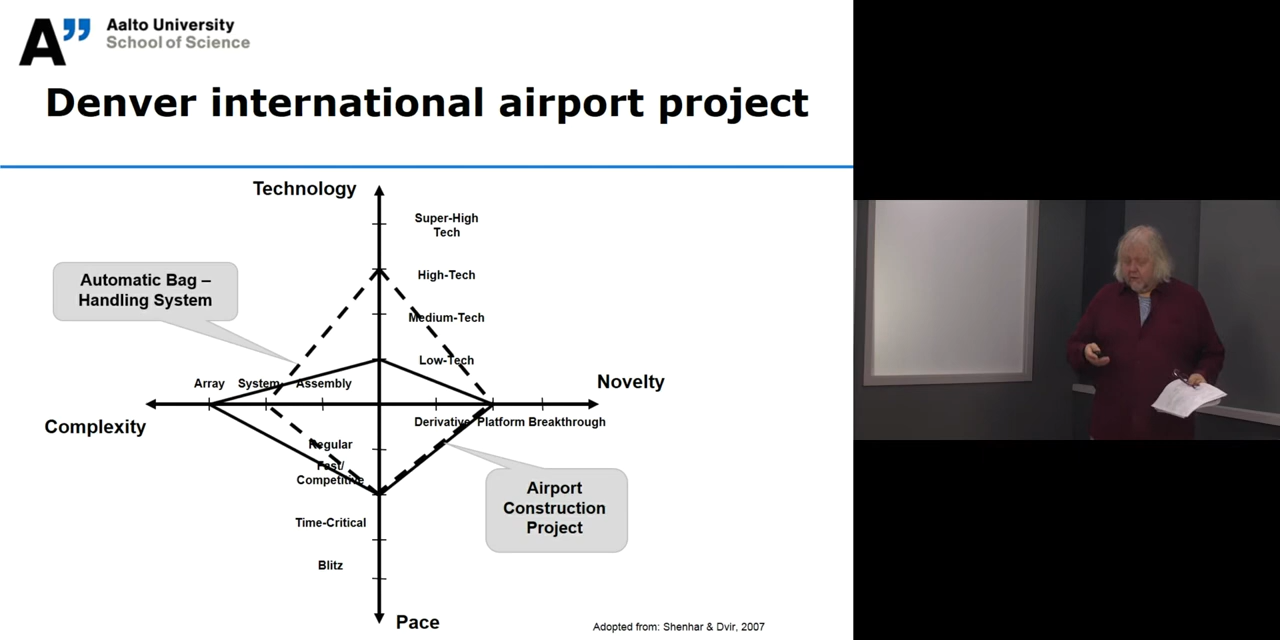 A”
Aalto University
School of Science
Denver international airport project
Technology
Super-High
Tech
Automatic Bag –
Handling System
High-Tech
Medium-Tech
Low-Tech
Array System Assembly
Novelty
Complexity
Derivative Platform Breakthrough
Regular
Fast/
Competitive
Airport
Construction
Project
Time-Critical
Blitz
Pace
Adopted from: Shenhar & Dvir, 2007